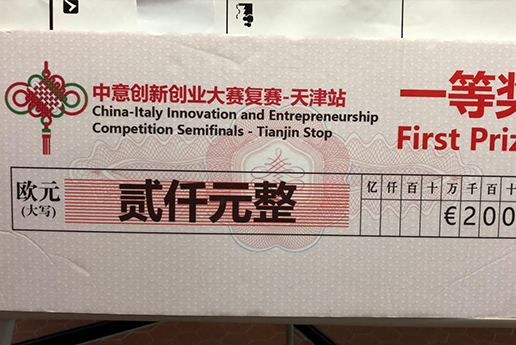 中意创新创业大赛复赛-天津站
China-Italy Innovation and Entrepreneurship
Competition Semifinals - Tianjin Stop
一等奖
First Priz
欧元
(大写)
贰仟元整
亿仟百十万千百十
€200